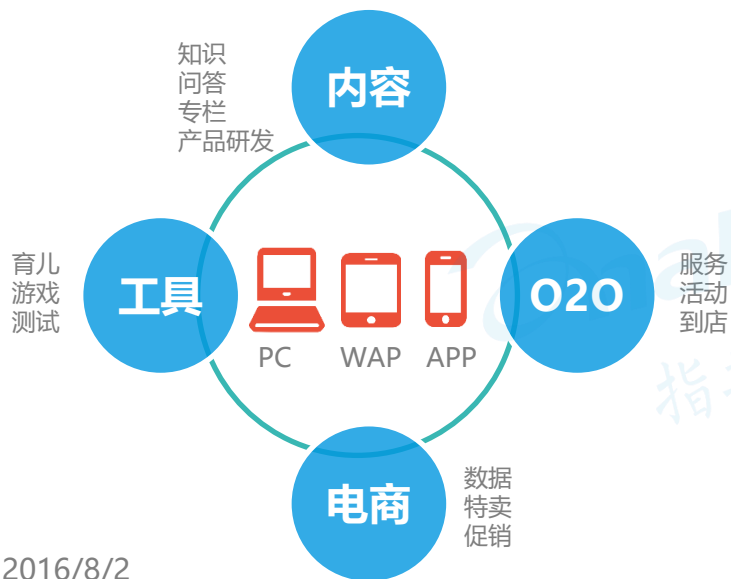 知识
问答
专栏
产品研发
内容
育儿
游戏
测试
工具
PC
WAP
APP
O2O
服务
活动
到店
电商
数据
特卖
促销
2016/8/2